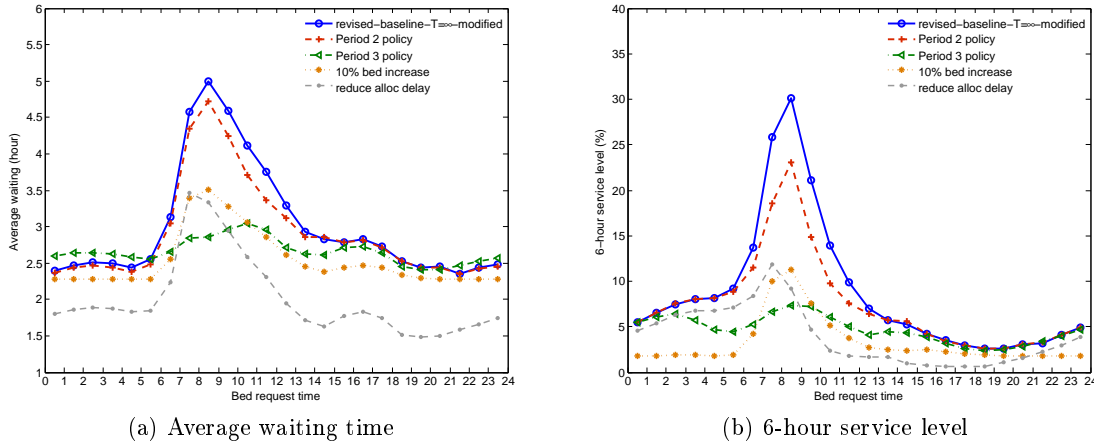 6
5.5
5
4.5
4
3.5
3
2.5
2
1.5
1
Average waiting (hour)
revised−baseline−T=∞−modified
Period 2 policy
Period 3 policy
10% bed increase
reduce alloc delay
0 1 2 3 4 5 6 7 8 9 10 11 12 13 14 15 16 17 18 19 20 21 22 23 24
Bed request time
(a) Average waiting time
40
35
30
25
20
15
10
5
0
6−hour service level (%)
revised−baseline−T=∞−modified
Period 2 policy
Period 3 policy
10% bed increase
reduce alloc delay
0 1 2 3 4 5 6 7 8 9 10 11 12 13 14 15 16 17 18 19 20 21 22 23 24
Bed request time
(b) 6-hour service level